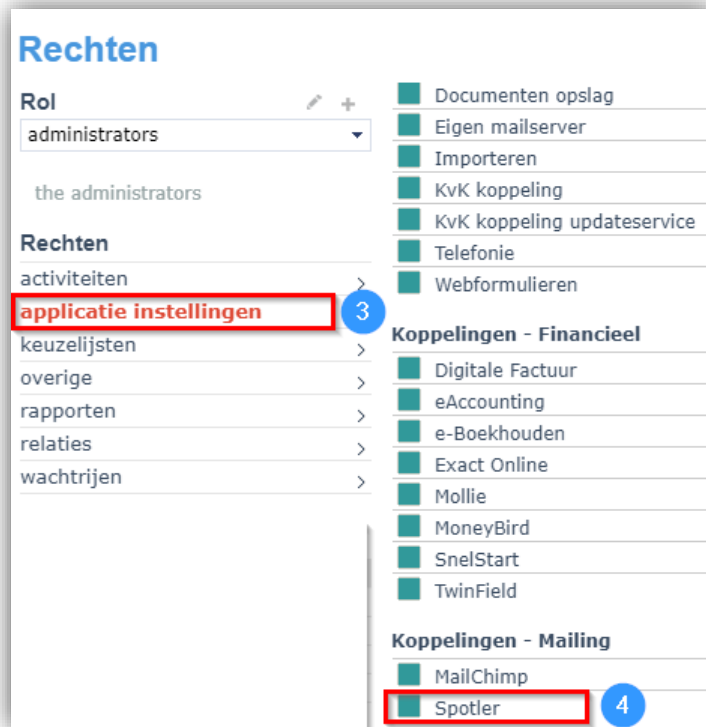 Rechten
Rol
administrators
the administrators
Rechten
activiteiten
applicatie instellingen
3
keuzelijsten
overige
rapporten
relaties
wachtrijen
Documenten opslag
Eigen mailserver
Importeren
KvK koppeling
KvK koppeling updateservice
Telefonie
Webformulieren
Koppelingen - Financieel
Digitale Factuur
eAccounting
e-Boekhouden
Exact Online
Mollie
MoneyBird
SnelStart
TwinField
Koppelingen - Mailing
MailChimp
Spotler
4